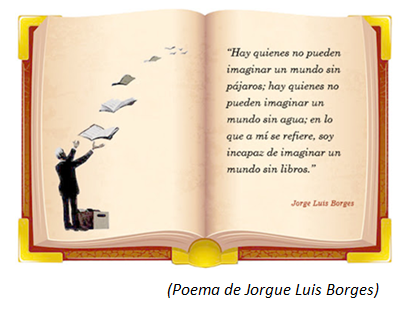 “Hay quienes no pueden
imaginar un mundo sin
pájaros; hay quienes no
pueden imaginar un
mundo sin agua; en lo
que a mí se refiere, soy
incapaz de imaginar un
mundo sin libros.”
Jorge Luis Borges
(Poema de Jorgue Luis Borges)